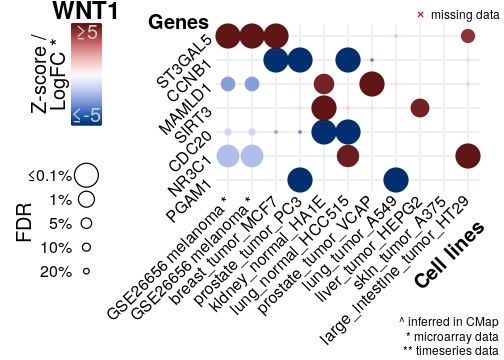 WNT1
Genes
× missing data
≥5
≤-5
Z-score /
LogFC *
ST3GAL5
CCNB1
MAMLD1
SIRT3
CDC20
NR3C1
PGAM1
FDR
≤0.1%
1%
5%
10%
20%
GSE26656 melanoma *
GSE26656 melanoma *
breast_tumor_MCF7
prostate_tumor_PC3
kidney_normal_HA1E
lung_normal_HCC515
prostate_tumor_VCAP
lung_tumor_A549
liver_tumor_HEPG2
skin_tumor_A375
large_intestine_tumor_HT29
Cell lines
^ inferred in CMap
* microarray data
** timeseries data